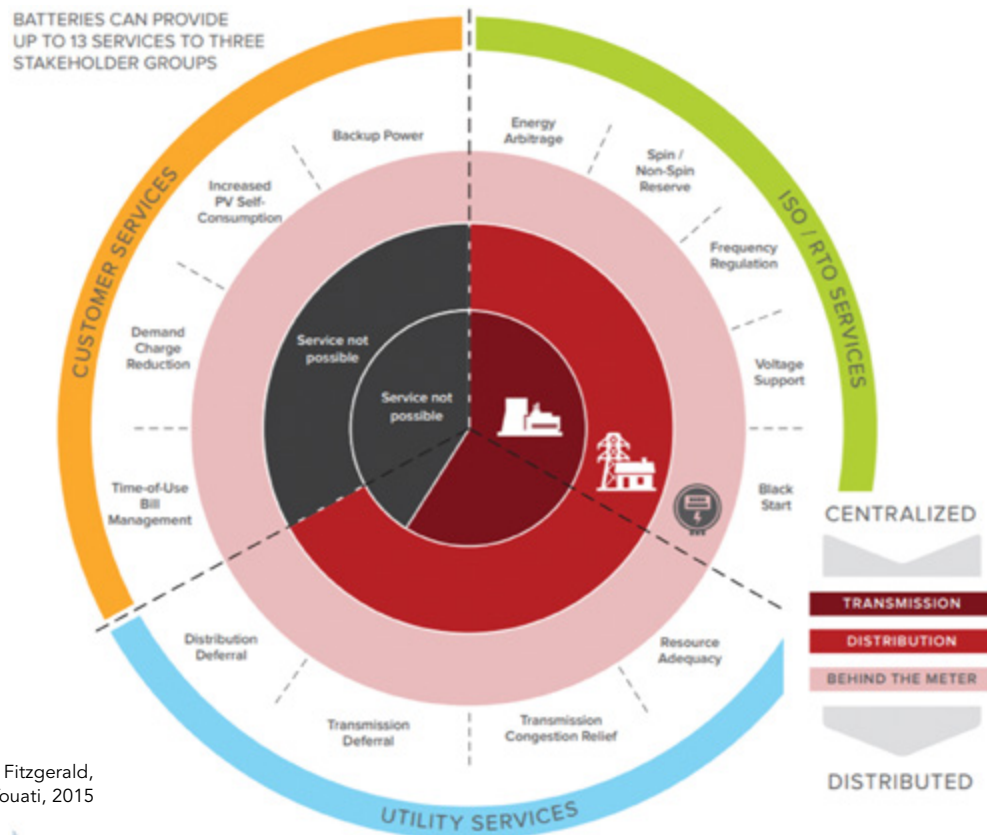 BATTERIES CAN PROVIDE
UP TO 13 SERVICES TO THREE
STAKEHOLDER GROUPS
CUSTOMER SERVICES
ISO / RTO SERVICES
UTILITY SERVICES
Backup Power
Increased
PV Self-
Consumption
Demand
Charge
Reduction
Time-of-Use
Bill
Management
Energy
Arbitrage
Spin /
Non-Spin
Reserve
Frequency
Regulation
Voltage
Support
Black
Start
Resource
Adequacy
Transmission
Congestion Relief
Transmission
Deferral
Distribution
Deferral
Service not
possible
Service not
possible
CENTRALIZED
TRANSMISSION
DISTRIBUTION
BEHIND THE METER
DISTRIBUTED
Fitzgerald,
2015